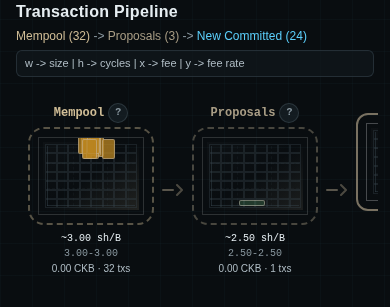 Transaction Pipeline
Mempool (32) -> Proposals (3) -> New Committed (24)
w -> size | h -> cycles | x -> fee | y -> fee rate
Mempool ?
~3.00 sh/B
3.00-3.00
0.00 CKB · 32 txs
Proposals ?
~2.50 sh/B
2.50-2.50
0.00 CKB · 1 txs